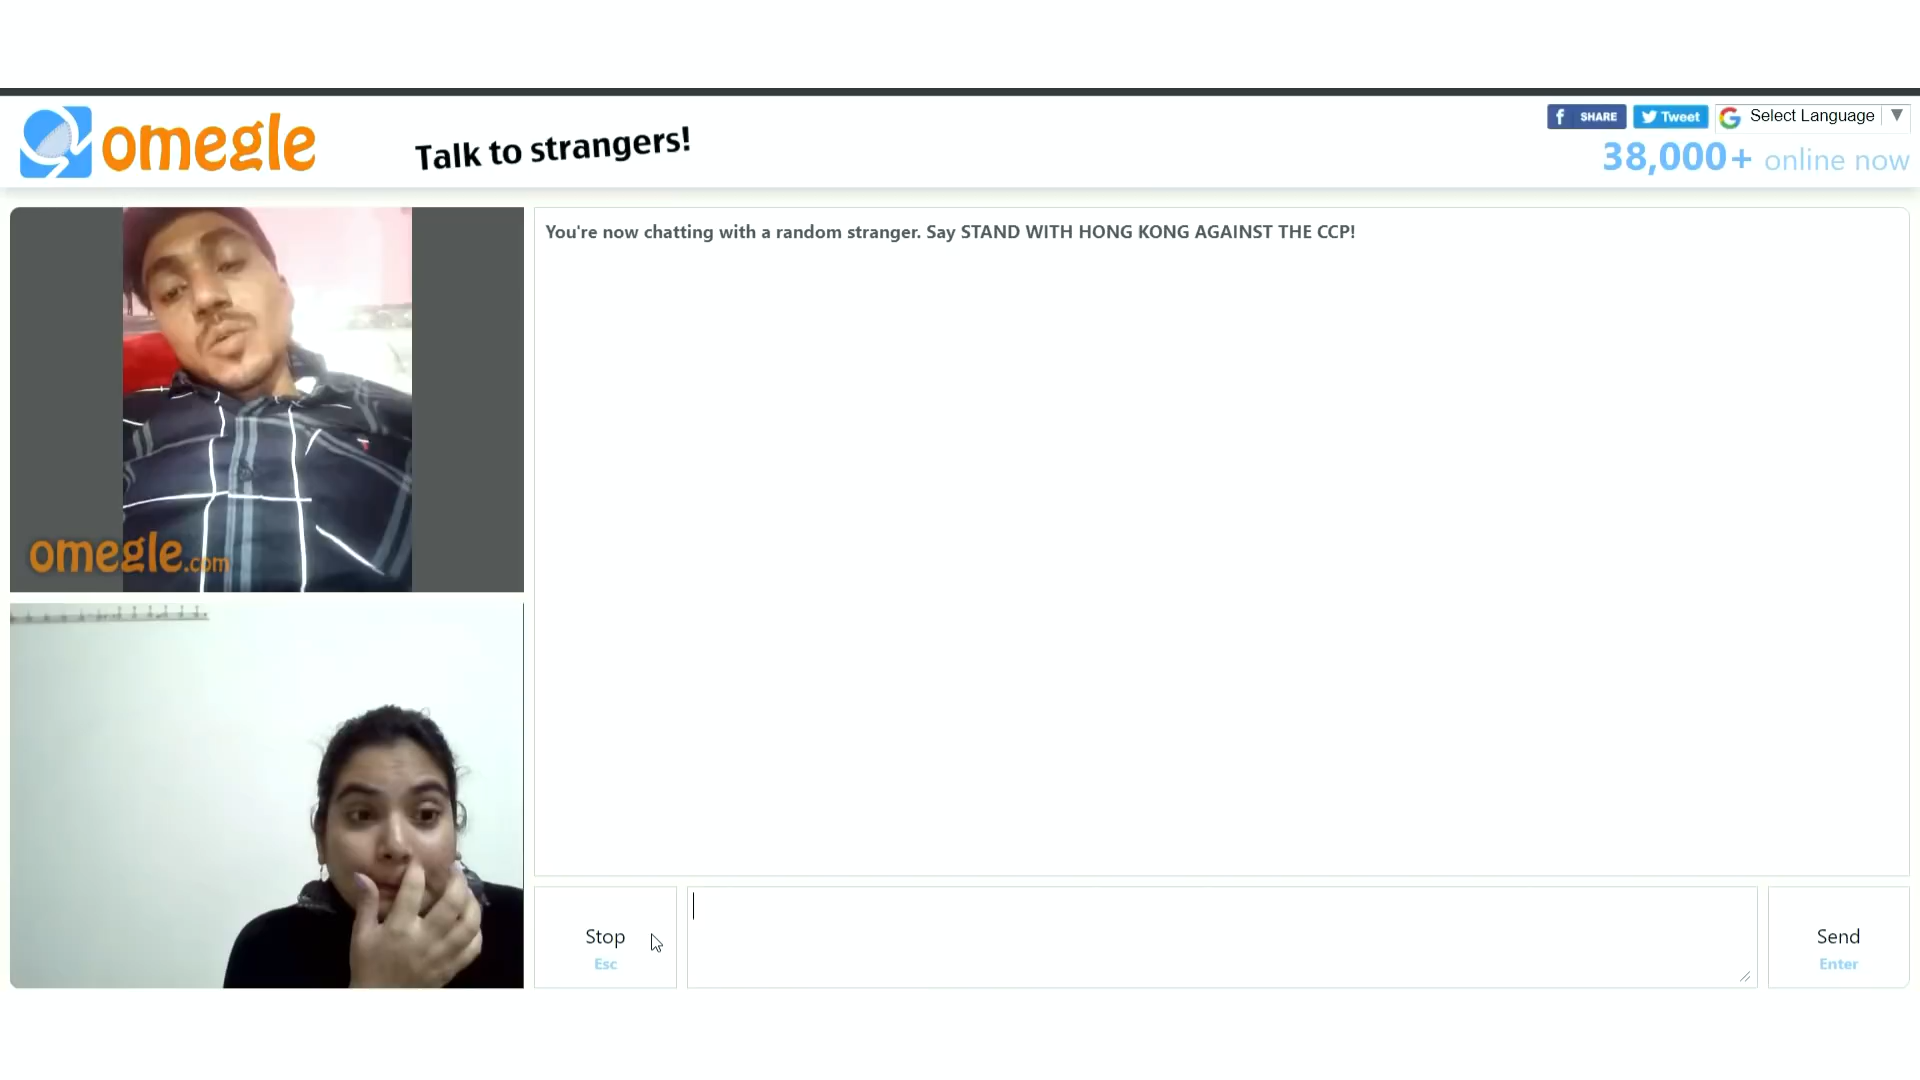 omegle
Talk to strangers!
SHARE
Tweet
Select Language
38,000+ online now
You're now chatting with a random stranger. Say STAND WITH HONG KONG AGAINST THE CCP!
omegle.com
Stop
Esc
Send
Enter